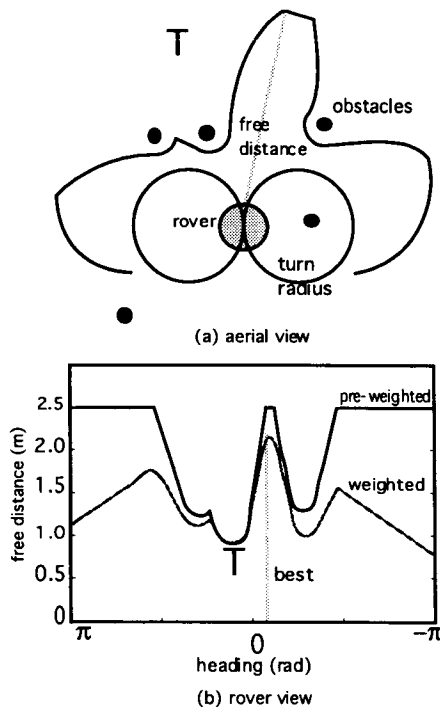 T
obstacles
free
distance
rover
turn
radius
(a) aerial view
2.5
pre-weighted
2.0
1.5
weighted
1.0
T
0.5
best
0
π
0
-π
free distance (m)
heading (rad)
(b) rover view